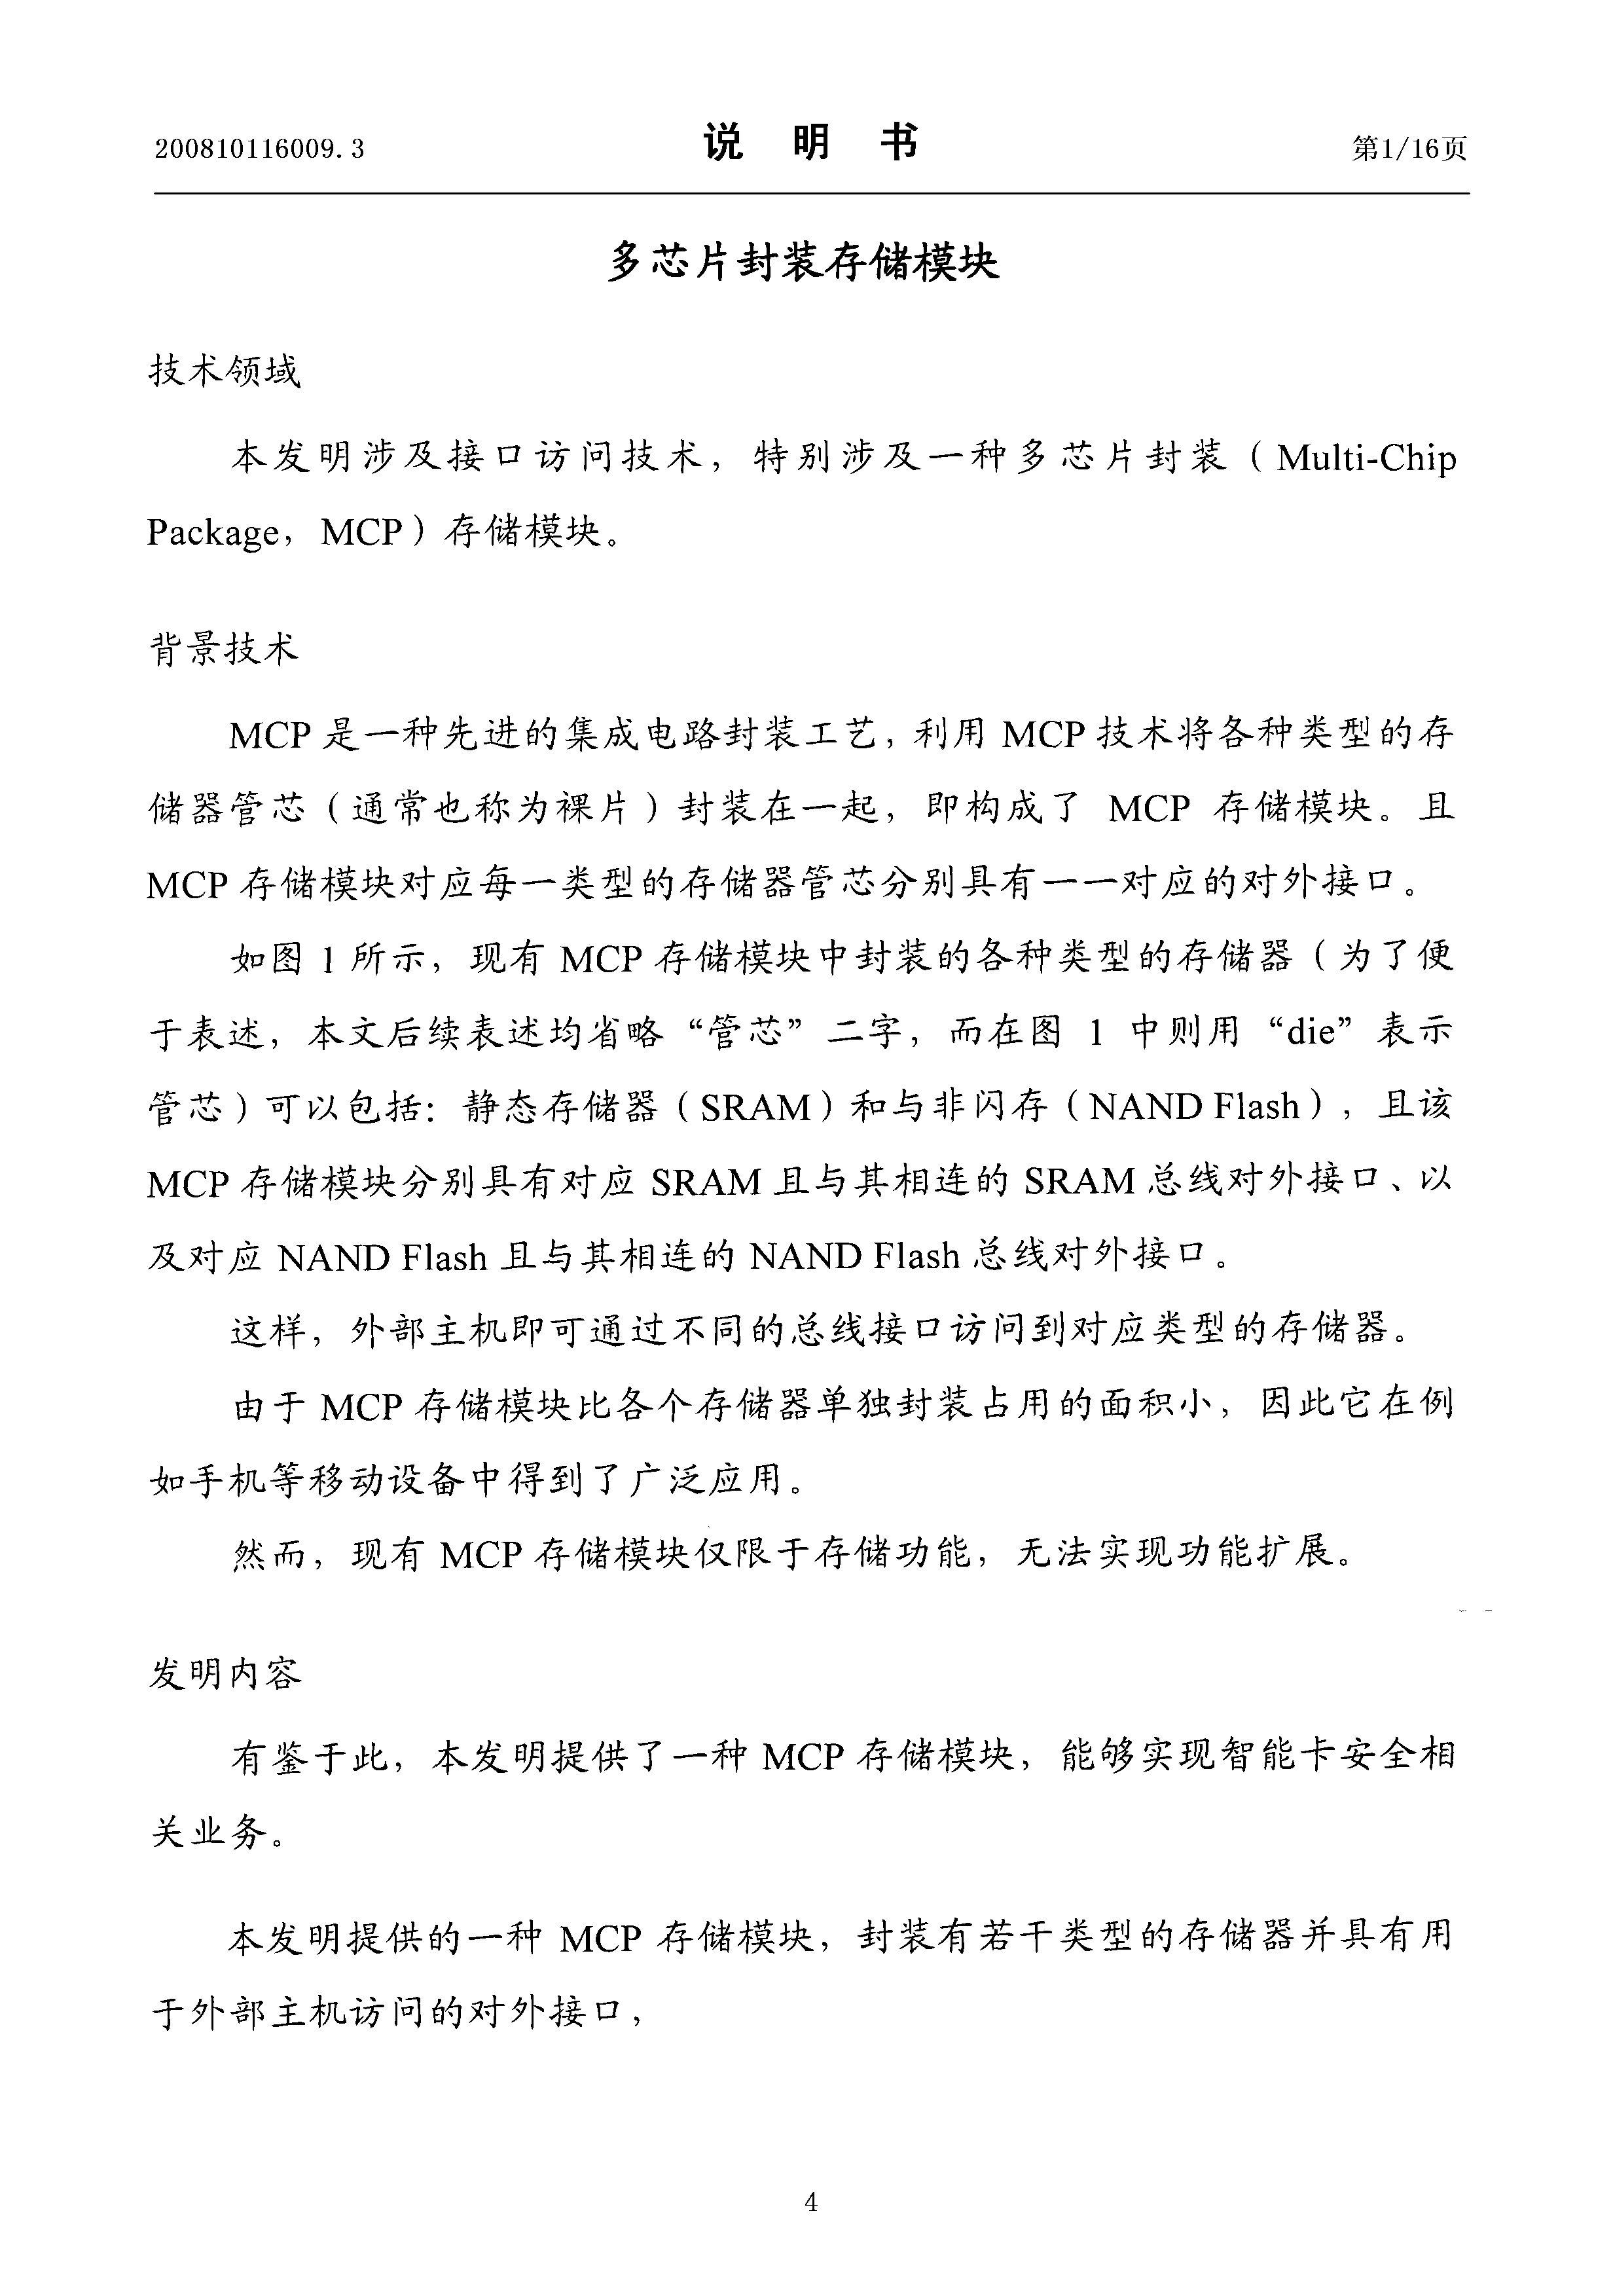 200810116009.3
说 明 书
第1/16页
多芯片封装存储模块
技术领域
本发明涉及接口访问技术，特别涉及一种多芯片封装（Multi-Chip
Package，MCP）存储模块。
背景技术
MCP 是一种先进的集成电路封装工艺，利用 MCP 技术将各种类型的存
储器管芯（通常也称为裸片）封装在一起，即构成了 MCP 存储模块。且
MCP 存储模块对应每一类型的存储器管芯分别具有一一对应的对外接口。
如图 1 所示，现有 MCP 存储模块中封装的各种类型的存储器（为了便
于表述，本文后续表述均省略“管芯”二字，而在图 1 中则用“die”表示
管芯）可以包括：静态存储器（SRAM）和与非闪存（NAND Flash），且该
MCP 存储模块分别具有对应 SRAM 且与其相连的 SRAM 总线对外接口、以
及对应 NAND Flash 且与其相连的 NAND Flash 总线对外接口。
这样，外部主机即可通过不同的总线接口访问到对应类型的存储器。
由于 MCP 存储模块比各个存储器单独封装占用的面积小，因此它在例
如手机等移动设备中得到了广泛应用。
然而，现有 MCP 存储模块仅限于存储功能，无法实现功能扩展。
发明内容
有鉴于此，本发明提供了一种 MCP 存储模块，能够实现智能卡安全相
关业务。
本发明提供的一种 MCP 存储模块，封装有若干类型的存储器并具有用
于外部主机访问的对外接口，
4